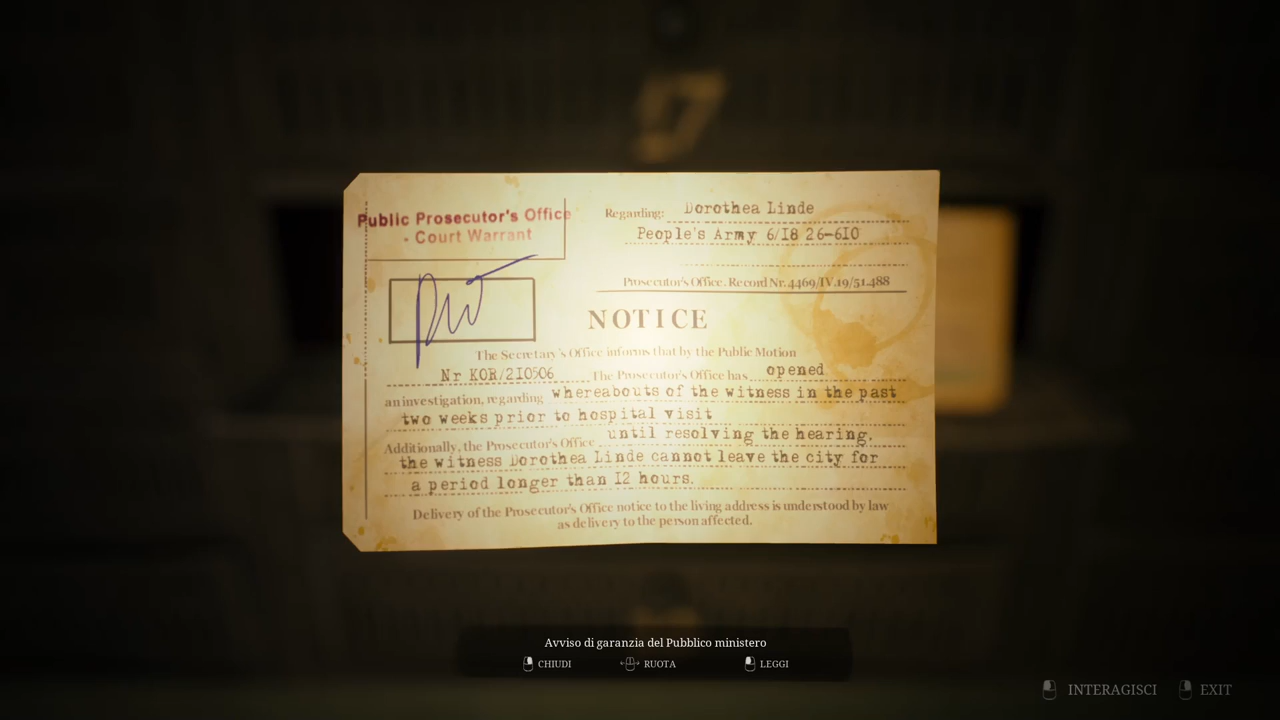 Public Prosecutor's Office
- Court Warrant
Regarding: Dorothea Linde
People's Army 6/18 26-610
Prosecutor's Office. Record Nr. 4469/IV.19/51.488
NOTICE
The Secretary's Office informs that by the Public Motion
Nr KOR/210506 The Prosecutor's Office has opened
an investigation, regarding whereabouts of the witness in the past
two weeks prior to hospital visit
Additionally, the Prosecutor's Office until resolving the hearing,
the witness Dorothea Linde cannot leave the city for
a period longer than 12 hours.
Delivery of the Prosecutor's Office notice to the living address is understood by law
as delivery to the person affected.
Avviso di garanzia del Pubblico ministero
CHIUDI RUOTA LEGGI
INTERAGISCI EXIT